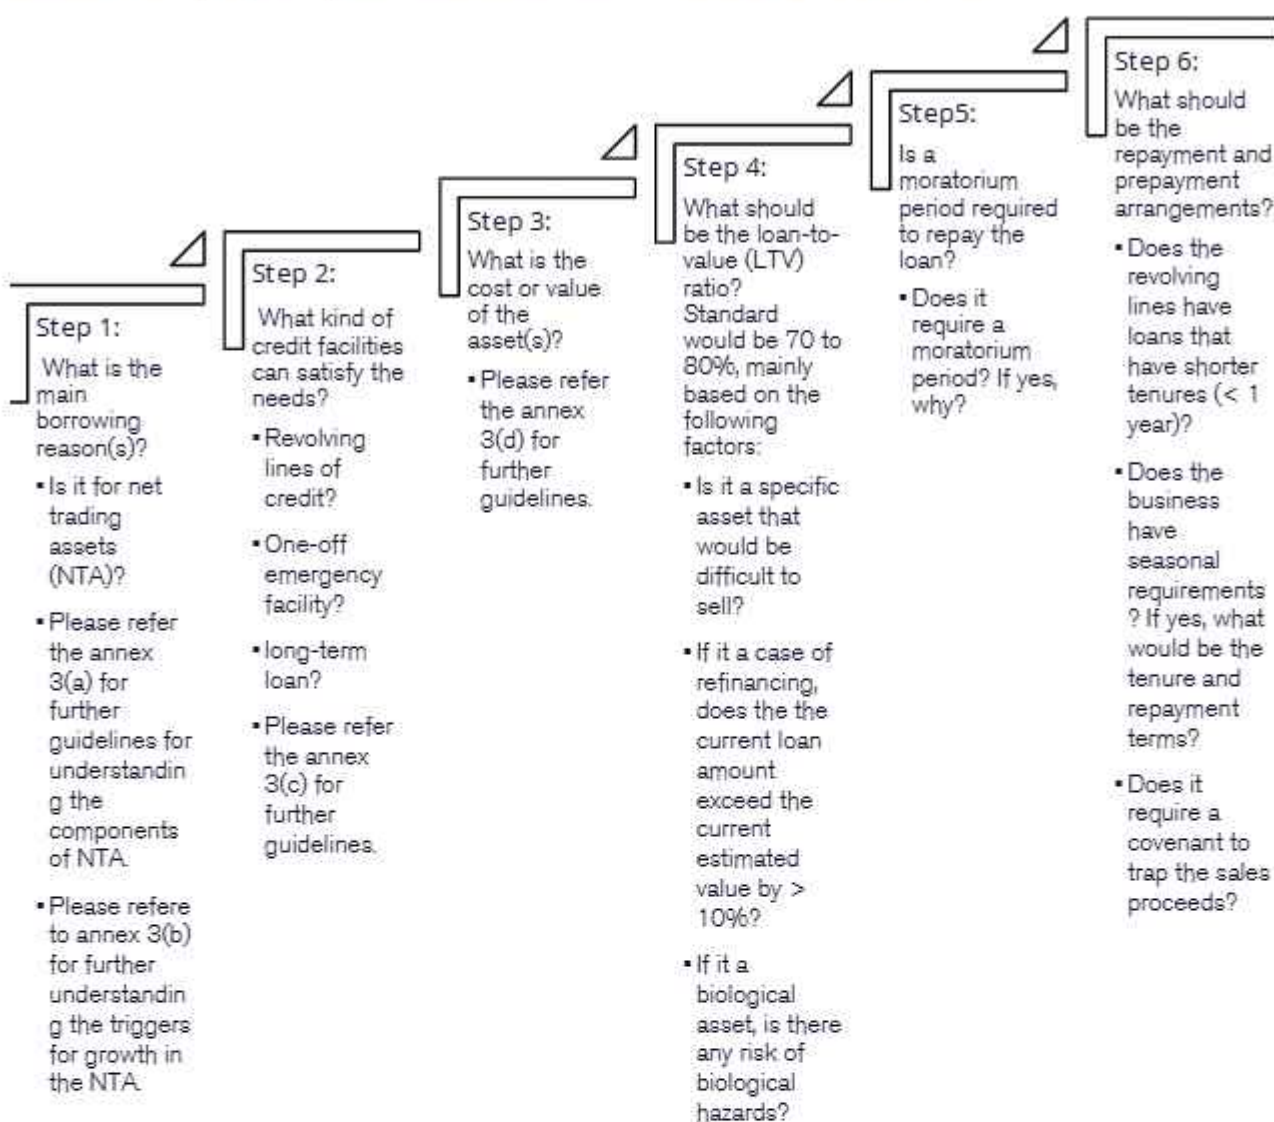 Step 1:
What is the
main
borrowing
reason(s)?
▪ Is it for net
trading
assets
(NTA)?
▪ Please refer
the annex
3(a) for
further
guidelines for
understandin
g the
components
of NTA.
▪ Please refere
to annex 3(b)
for further
understandin
g the triggers
for growth in
the NTA.
Step 2:
What kind of
credit facilities
can satisfy the
needs?
▪ Revolving
lines of
credit?
▪ One-off
emergency
facility?
▪ long-term
loan?
▪ Please refer
the annex
3(c) for
further
guidelines.
Step 3:
What is the
cost or value
of the
asset(s)?
▪ Please refer
the annex
3(d) for
further
guidelines.
Step 4:
What should
be the loan-to-
value (LTV)
ratio?
Standard
would be 70 to
80%, mainly
based on the
following
factors:
▪ Is it a specific
asset that
would be
difficult to
sell?
▪ If it a case of
refinancing,
does the the
current loan
amount
exceed the
current
estimated
value by >
10%?
▪ If it a
biological
asset, is there
any risk of
biological
hazards?
Step5:
Is a
moratorium
period required
to repay the
loan?
▪ Does it
require a
moratorium
period? If yes,
why?
Step 6:
What should
be the
repayment and
prepayment
arrangements?
▪ Does the
revolving
lines have
loans that
have shorter
tenures (< 1
year)?
▪ Does the
business
have
seasonal
requirements
? If yes, what
would be the
tenure and
repayment
terms?
▪ Does it
require a
covenant to
trap the sales
proceeds?